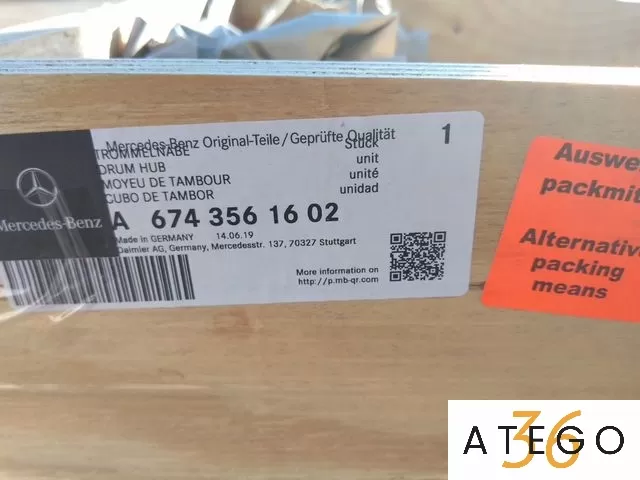 Mercedes-Benz Original-Teile / Geprüfte Qualität
1
TROMMELNABE
Stück
DRUM HUB
unit
MOYEU DE TAMBOUR
unité
CUBO DE TAMBOR
unidad
Mercedes-Benz
A 674 356 16 02
Made in GERMANY 14.06.19
Daimler AG, Germany, Mercedesstr. 137, 70327 Stuttgart
More information on
http://p.mb-qr.com
Auswe
packmit
Alternativ
packing
means
ATEGO
36